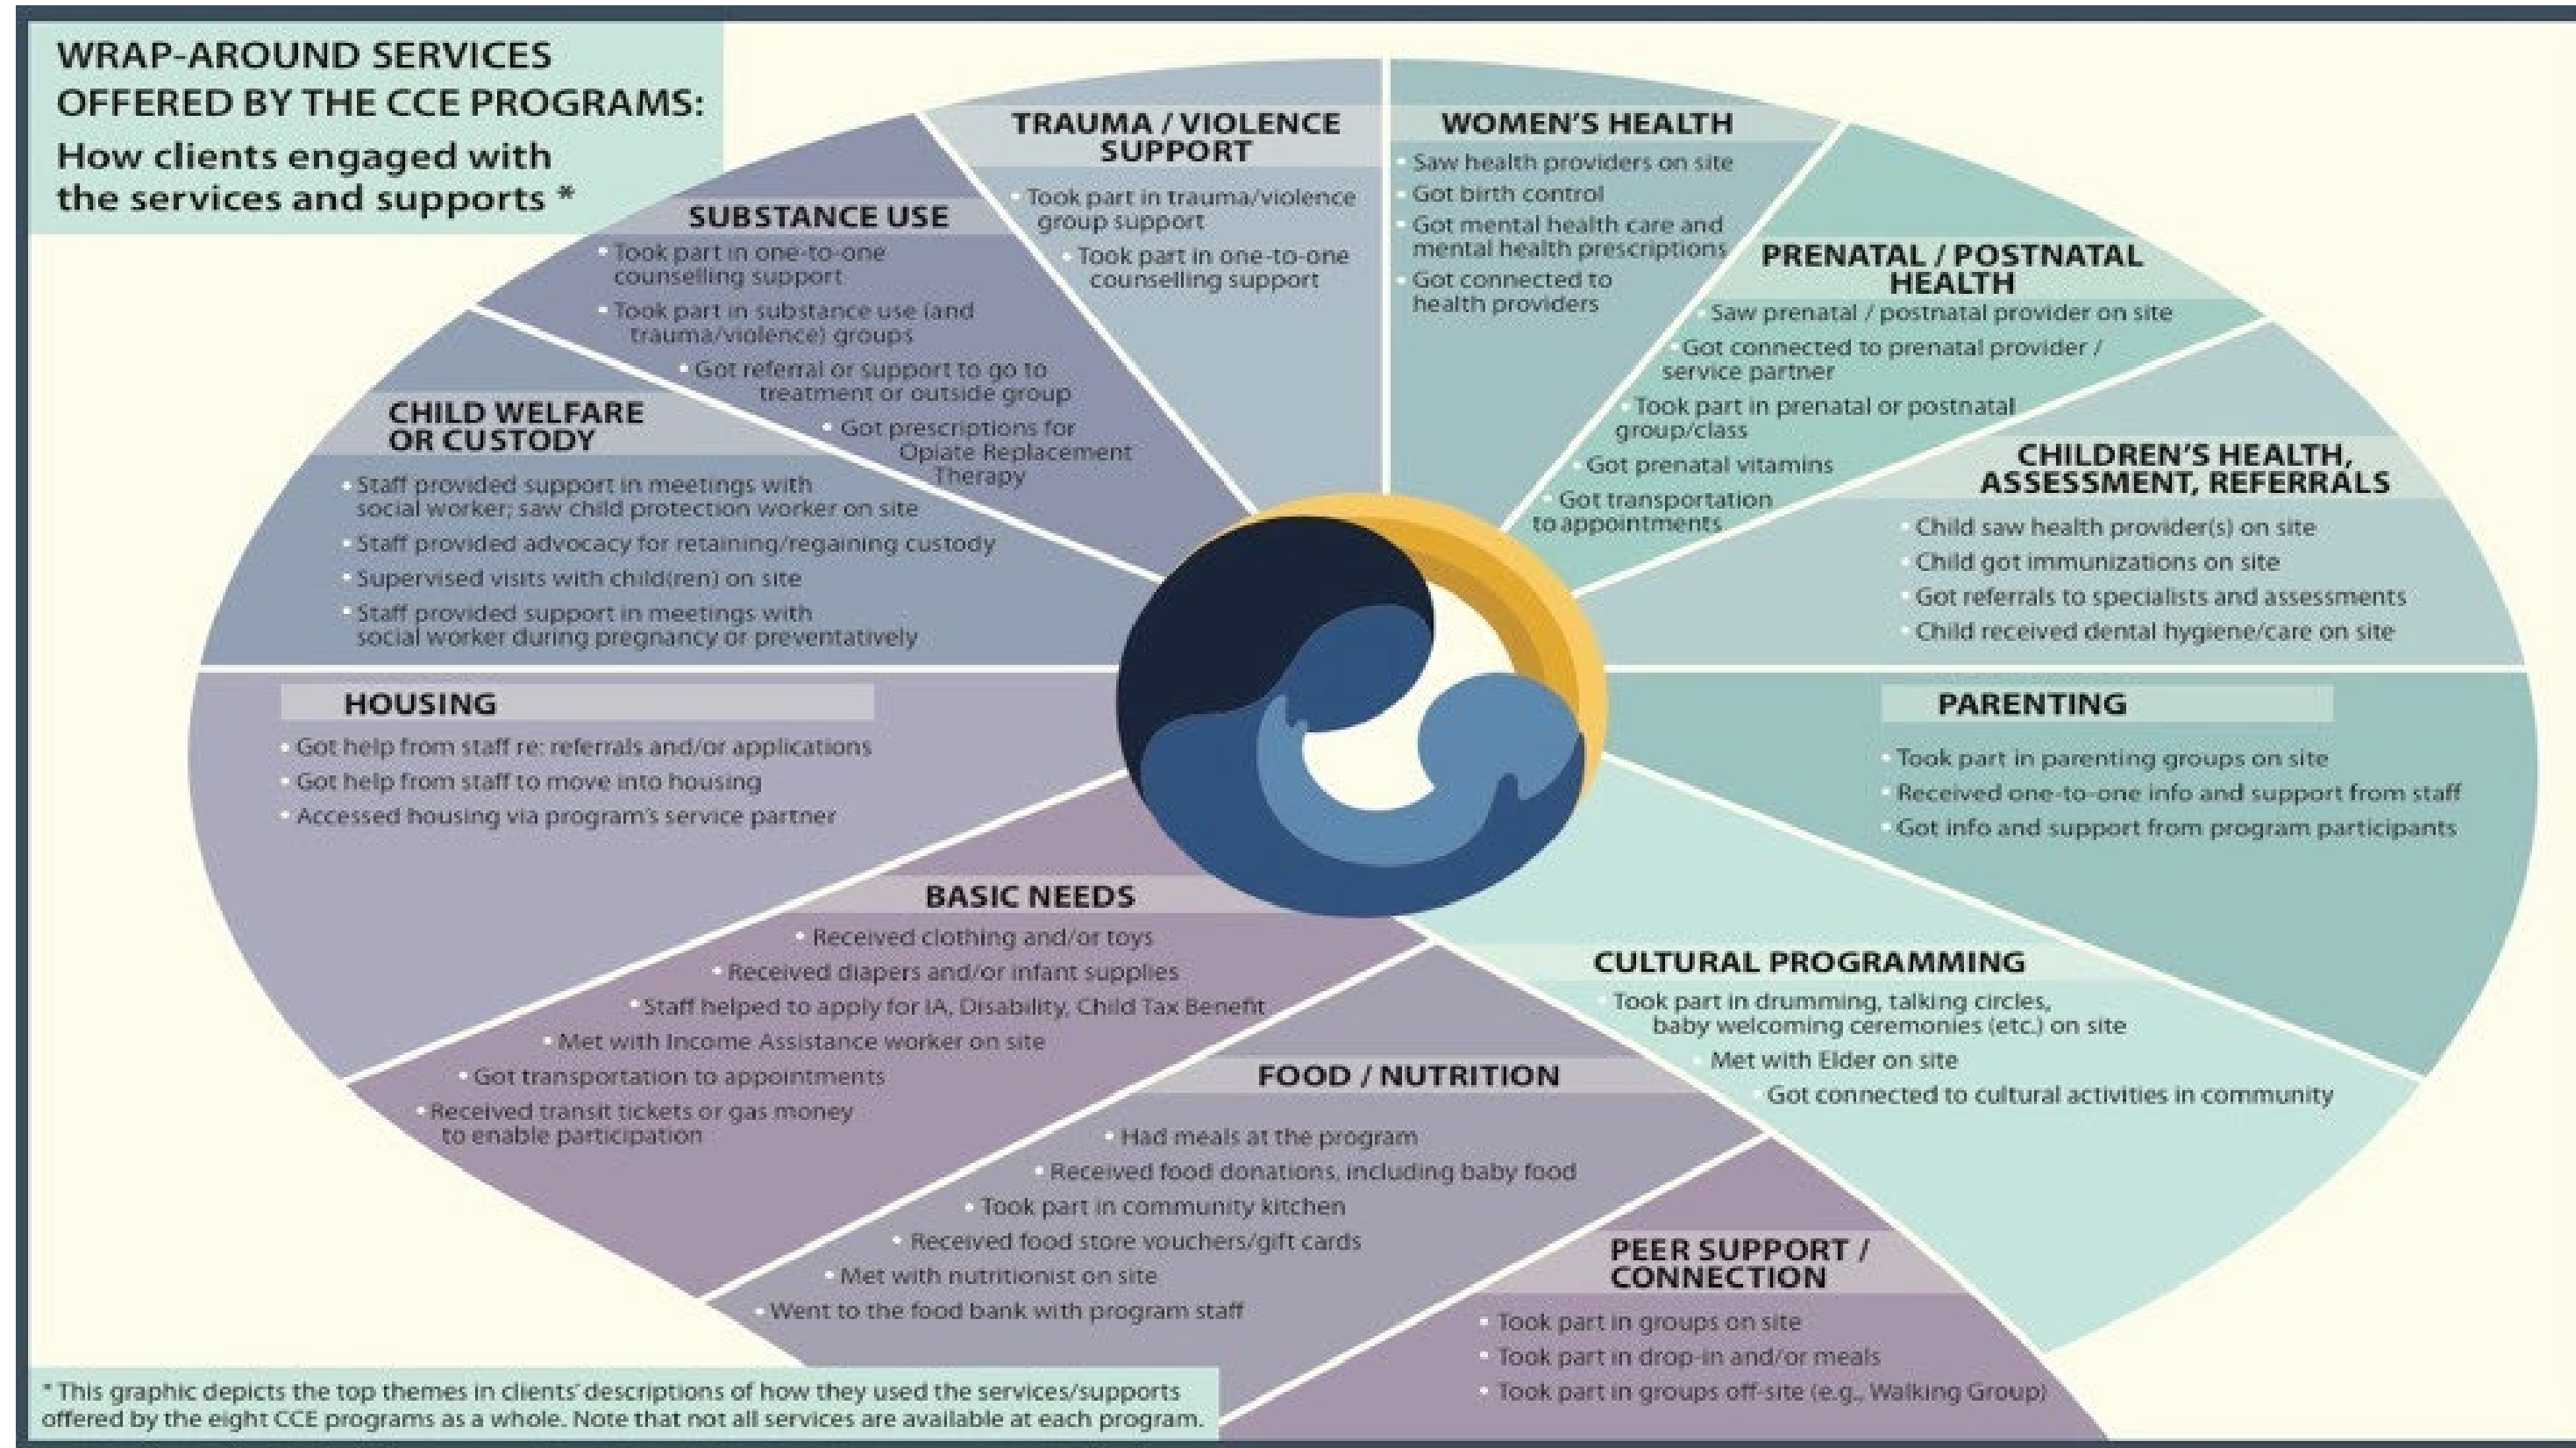 WRAP-AROUND SERVICES
OFFERED BY THE CCE PROGRAMS:
How clients engaged with
the services and supports *
TRAUMA / VIOLENCE
SUPPORT
• Took part in trauma/violence
group support
• Took part in one-to-one
counselling support
WOMEN'S HEALTH
• Saw health providers on site
• Got birth control
• Got mental health care and
mental health prescriptions
• Got connected to
health providers
PRENATAL / POSTNATAL
HEALTH
• Saw prenatal / postnatal provider on site
• Got connected to prenatal provider /
service partner
• Took part in prenatal or postnatal
group/class
• Got prenatal vitamins
• Got transportation
to appointments
CHILDREN'S HEALTH,
ASSESSMENT, REFERRALS
• Child saw health provider(s) on site
• Child got immunizations on site
• Got referrals to specialists and assessments
• Child received dental hygiene/care on site
PARENTING
• Took part in parenting groups on site
• Received one-to-one info and support from staff
• Got info and support from program participants
CULTURAL PROGRAMMING
• Took part in drumming, talking circles,
baby welcoming ceremonies (etc.) on site
• Met with Elder on site
• Got connected to cultural activities in community
PEER SUPPORT /
CONNECTION
• Took part in groups on site
• Took part in drop-in and/or meals
• Took part in groups off-site (e.g., Walking Group)
FOOD / NUTRITION
• Had meals at the program
• Received food donations, including baby food
• Took part in community kitchen
• Received food store vouchers/gift cards
• Met with nutritionist on site
• Went to the food bank with program staff
BASIC NEEDS
• Received clothing and/or toys
• Received diapers and/or infant supplies
• Staff helped to apply for IA, Disability, Child Tax Benefit
• Met with Income Assistance worker on site
• Got transportation to appointments
• Received transit tickets or gas money
to enable participation
HOUSING
• Got help from staff re: referrals and/or applications
• Got help from staff to move into housing
• Accessed housing via program's service partner
CHILD WELFARE
OR CUSTODY
• Staff provided support in meetings with
social worker; saw child protection worker on site
• Staff provided advocacy for retaining/regaining custody
• Supervised visits with child(ren) on site
• Staff provided support in meetings with
social worker during pregnancy or preventatively
SUBSTANCE USE
• Took part in one-to-one
counselling support
• Took part in substance use (and
trauma/violence) groups
• Got referral or support to go to
treatment or outside group
• Got prescriptions for
Opiate Replacement
Therapy
* This graphic depicts the top themes in clients' descriptions of how they used the services/supports
offered by the eight CCE programs as a whole. Note that not all services are available at each program.